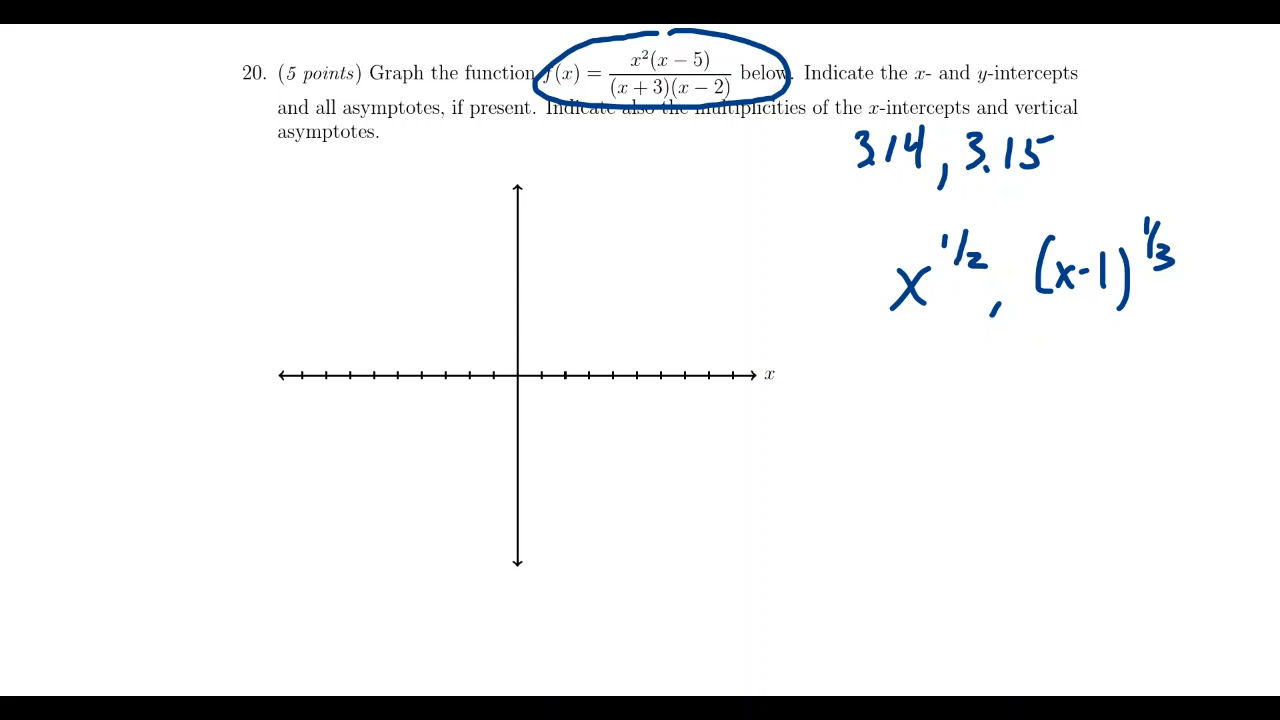 20. (5 points) Graph the function f(x) = x²(x − 5) / (x + 3)(x − 2) below. Indicate the x- and y-intercepts
and all asymptotes, if present. Indicate also the multiplicities of the x-intercepts and vertical
asymptotes.
3.14, 3.15
x^1/2, (x-1)^1/3
x